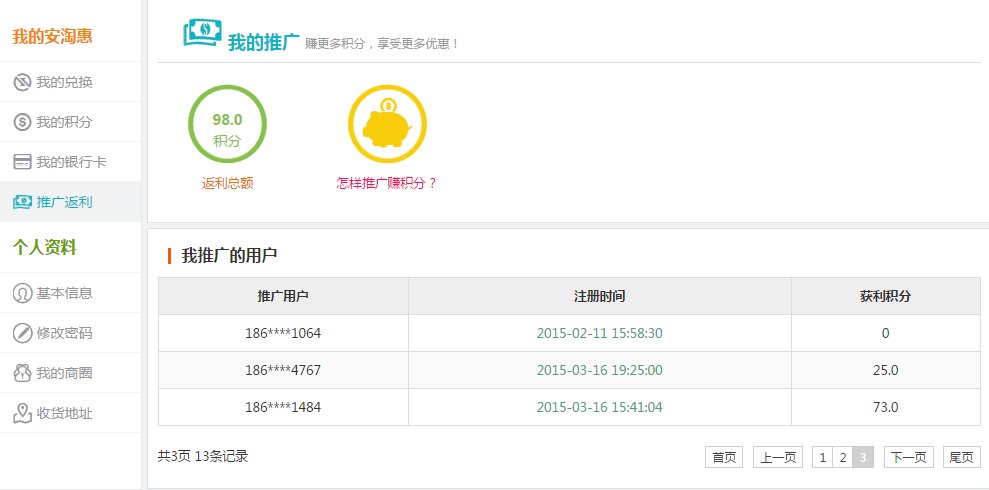 我的安淘惠
我的兑换
我的积分
我的银行卡
推广返利
个人资料
基本信息
修改密码
我的商圈
收货地址
我的推广 赚更多积分，享受更多优惠！
98.0
积分
返利总额
怎样推广赚积分？
我推广的用户
推广用户 注册时间 获利积分
186****1064 2015-02-11 15:58:30 0
186****4767 2015-03-16 19:25:00 25.0
186****1484 2015-03-16 15:41:04 73.0
共3页 13条记录 首页 上一页 1 2 3 下一页 尾页